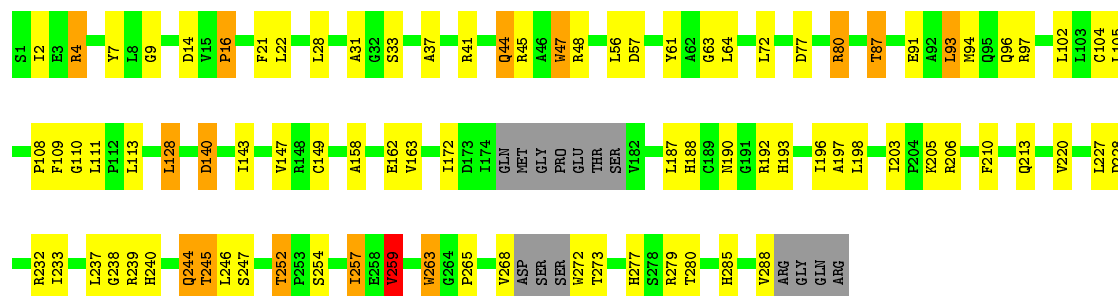 S1 I2 E3 R4 Y7 L8 G9 D14 V15 P16 F21 L22 L28 A31 G32 S33 A37 R41 Q44 R45 A46 W47 R48 L56 D57 Y61 A62 G63 L64 L72 D77 R80 T87 E91 A92 L93 M94 Q95 Q96 R97 L102 L103 C104 L105
P108 F109 G110 L111 P112 L113 L128 D140 I143 V147 R148 C149 A158 E162 V163 I172 D173 I174 GLN MET GLY PRO GLU THR SER V182 L187 H188 C189 N190 G191 R192 H193 I196 A197 L198 I203 P204 K205 R206 F210 Q213 V220 L227
R232 I233 L237 G238 R239 H240 Q244 T245 L246 S247 T252 P253 S254 I257 E258 V259 W263 G264 P265 V268 ASP SER SER W272 T273 H277 S278 R279 T280 H285 V288 ARG GLY GLN ARG